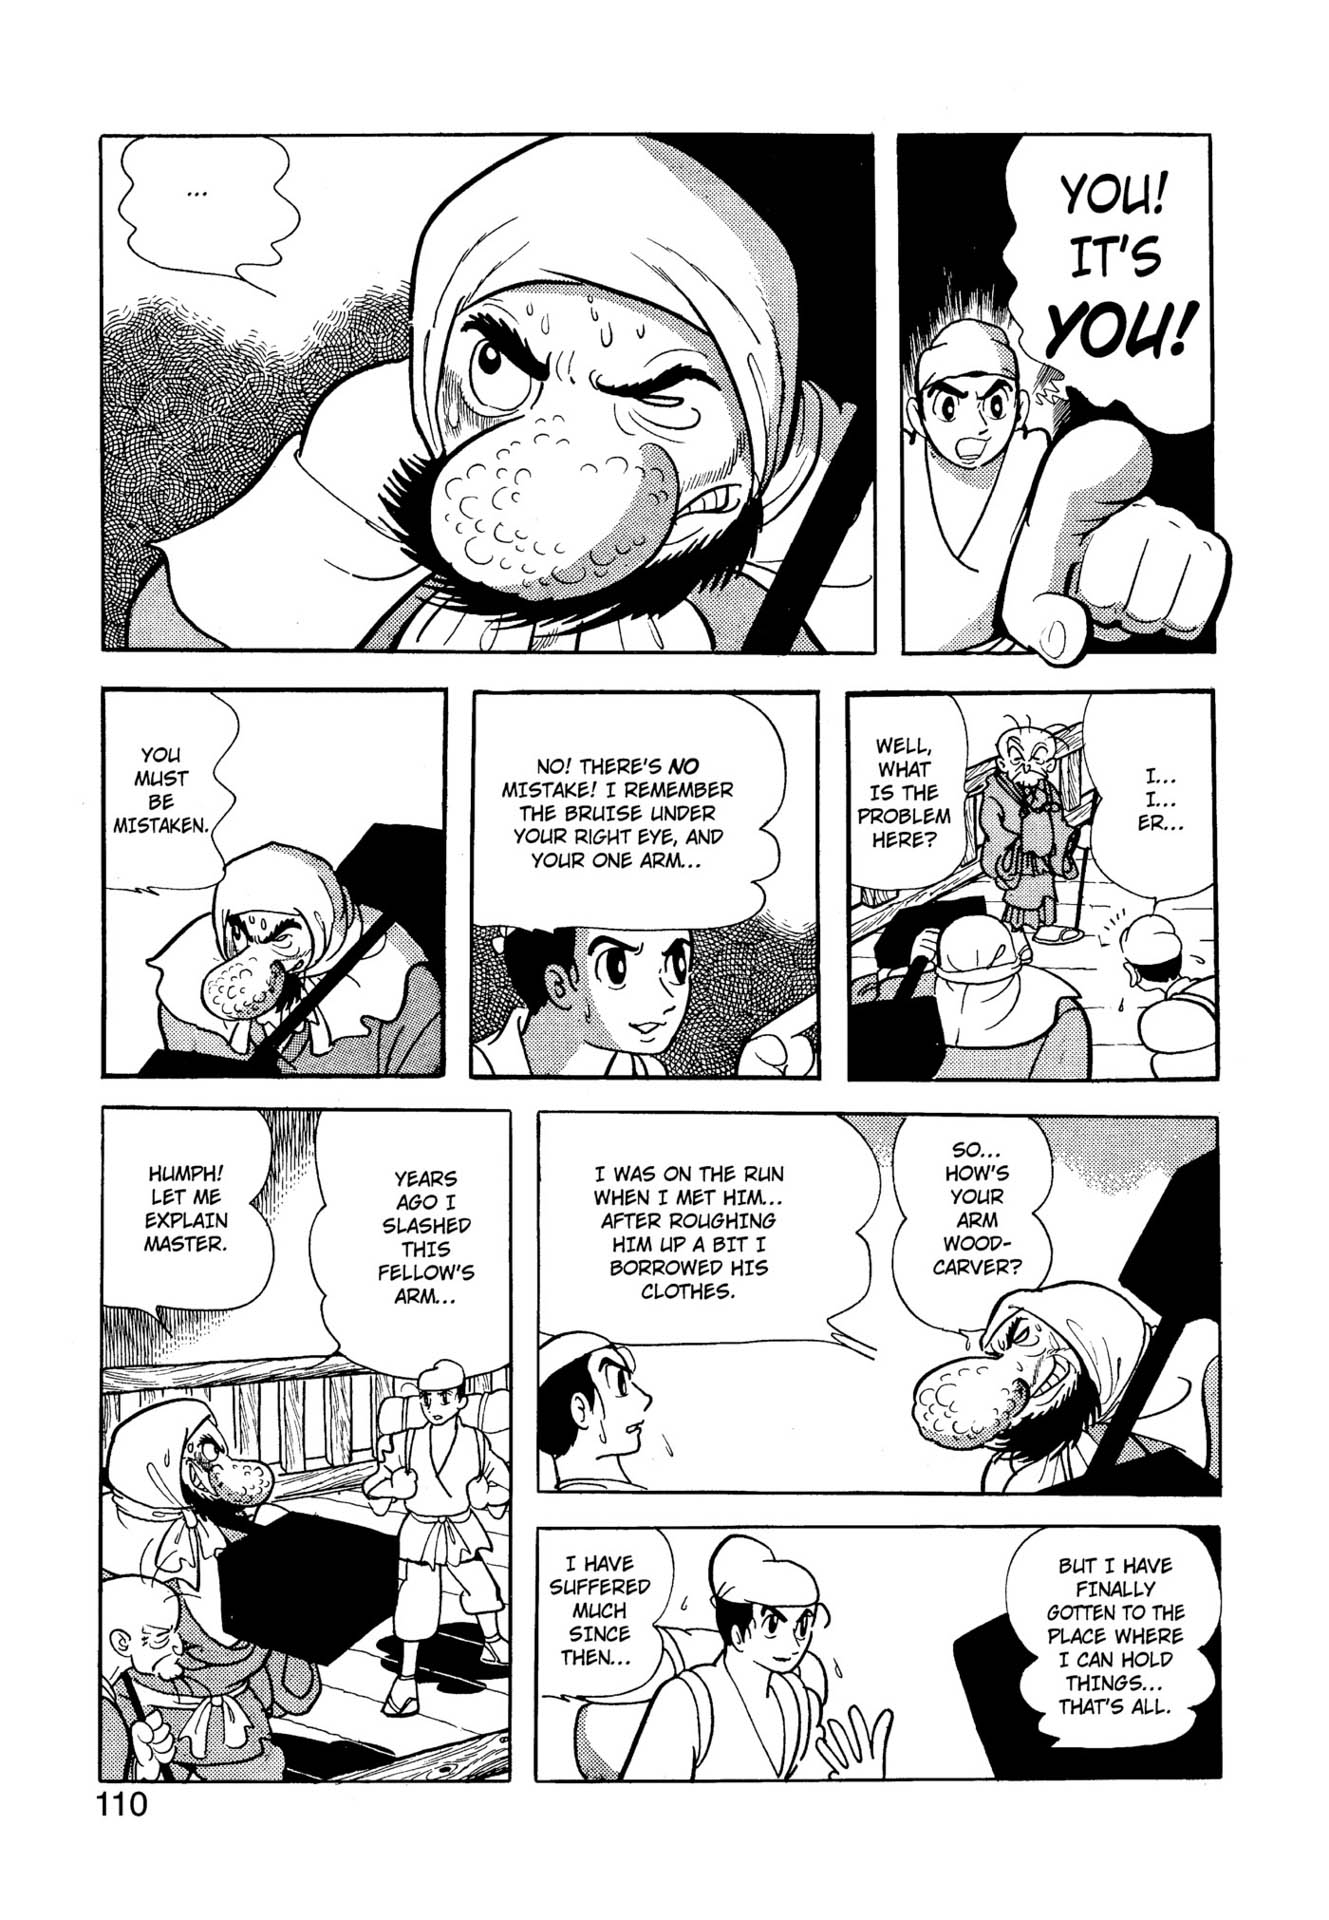 ...
YOU!
IT'S
YOU!
YOU
MUST
BE
MISTAKEN.
NO! THERE'S NO
MISTAKE! I REMEMBER
THE BRUISE UNDER
YOUR RIGHT EYE, AND
YOUR ONE ARM...
WELL,
WHAT
IS THE
PROBLEM
HERE?
I...
I...
ER...
HUMPH!
LET ME
EXPLAIN
MASTER.
YEARS
AGO I
SLASHED
THIS
FELLOW'S
ARM...
I WAS ON THE RUN
WHEN I MET HIM...
AFTER ROUGHING
HIM UP A BIT I
BORROWED HIS
CLOTHES.
SO...
HOW'S
YOUR
ARM
WOOD-
CARVER?
I HAVE
SUFFERED
MUCH
SINCE
THEN...
BUT I HAVE
FINALLY
GOTTEN TO THE
PLACE WHERE
I CAN HOLD
THINGS...
THAT'S ALL.
110